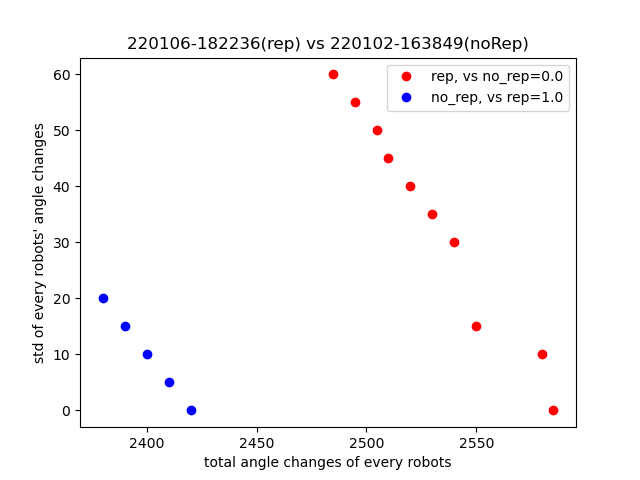 220106-182236(rep) vs 220102-163849(noRep)
rep, vs no_rep=0.0
no_rep, vs rep=1.0
std of every robots' angle changes
60
50
40
30
20
10
0
2400 2450 2500 2550
total angle changes of every robots